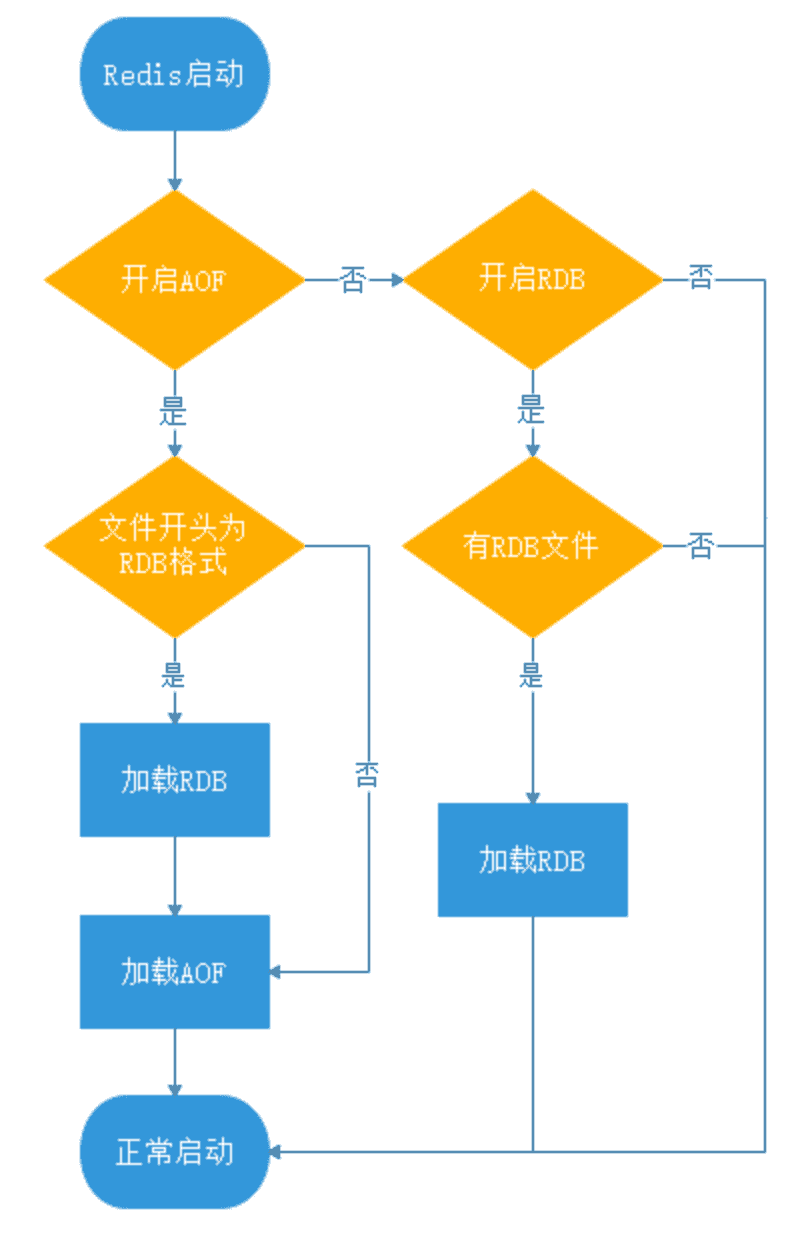 Redis启动
开启AOF
否
开启RDB
否
是
是
文件开头为
RDB格式
有RDB文件
否
是
是
加载RDB
否
加载RDB
加载AOF
正常启动